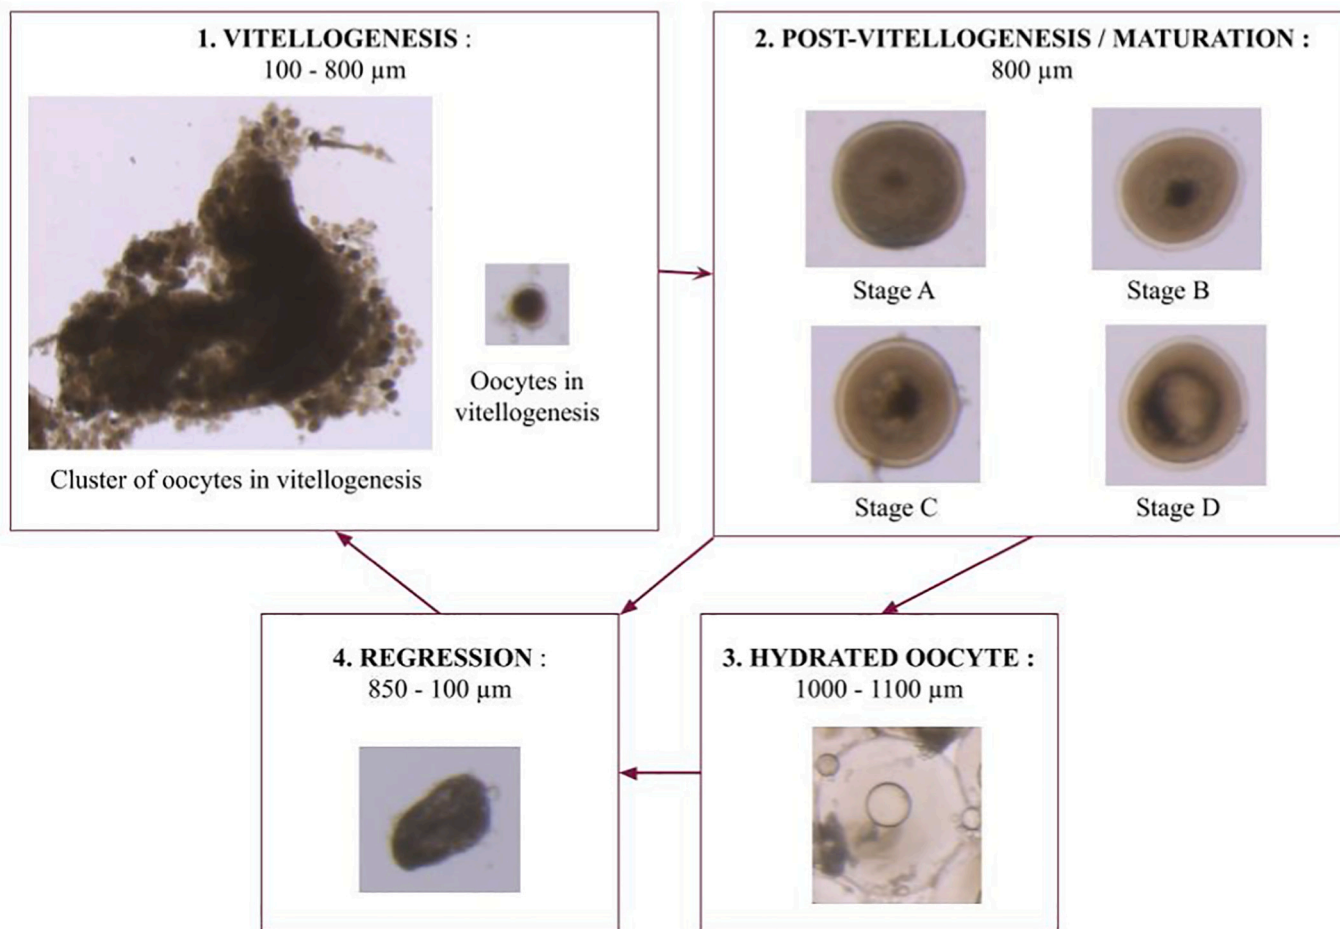 1. VITELLOGENESIS :
100 - 800 µm
Cluster of oocytes in vitellogenesis
Oocytes in
vitellogenesis
2. POST-VITELLOGENESIS / MATURATION :
800 µm
Stage A
Stage B
Stage C
Stage D
4. REGRESSION :
850 - 100 µm
3. HYDRATED OOCYTE :
1000 - 1100 µm